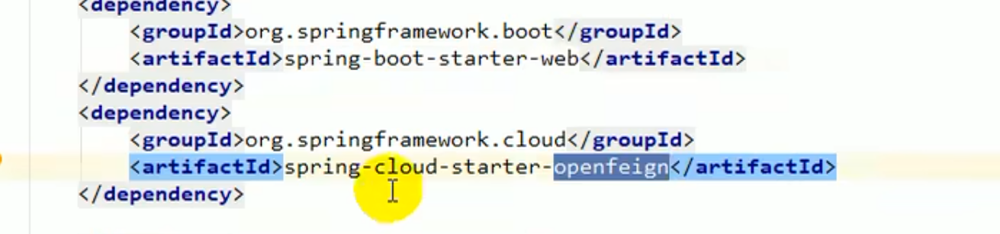 <dependency>
<groupId>org.springframework.boot</groupId>
<artifactId>spring-boot-starter-web</artifactId>
</dependency>
<dependency>
<groupId>org.springframework.cloud</groupId>
<artifactId>spring-cloud-starter-openfeign</artifactId>
</dependency>